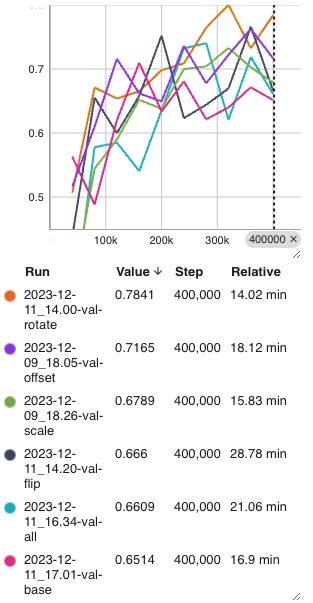 0.7
0.6
0.5
100k 200k 300k 400000 ✕
Run Value ↓ Step Relative
2023-12- 0.7841 400,000 14.02 min
11_14.00-val-
rotate
2023-12- 0.7165 400,000 18.12 min
09_18.05-val-
offset
2023-12- 0.6789 400,000 15.83 min
09_18.26-val-
scale
2023-12- 0.666 400,000 28.78 min
11_14.20-val-
flip
2023-12- 0.6609 400,000 21.06 min
11_16.34-val-
all
2023-12- 0.6514 400,000 16.9 min
11_17.01-val-
base